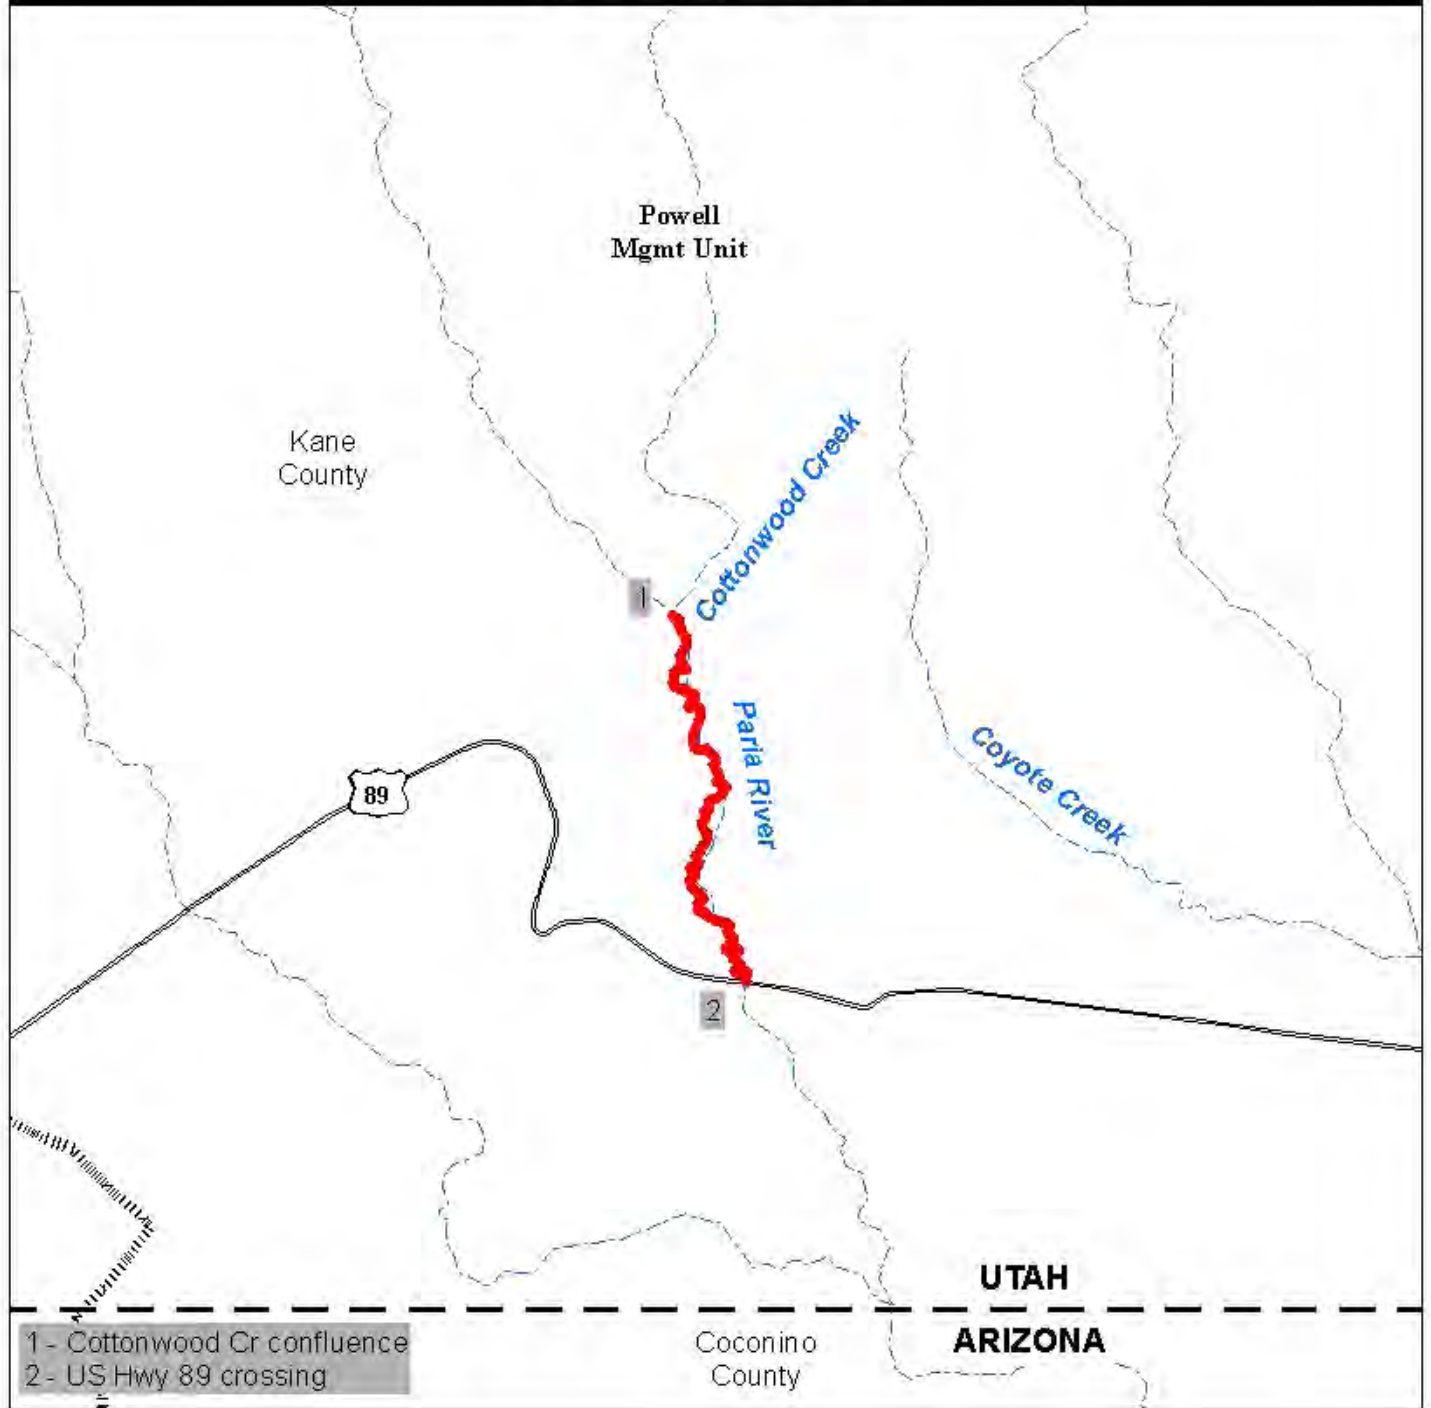 Powell
Mgmt Unit
Cottonwood Creek
Kane
County
1
Paria River
Coyote Creek
89
2
UTAH
ARIZONA
1 - Cottonwood Cr confluence
2 - US Hwy 89 crossing
Coconino
County